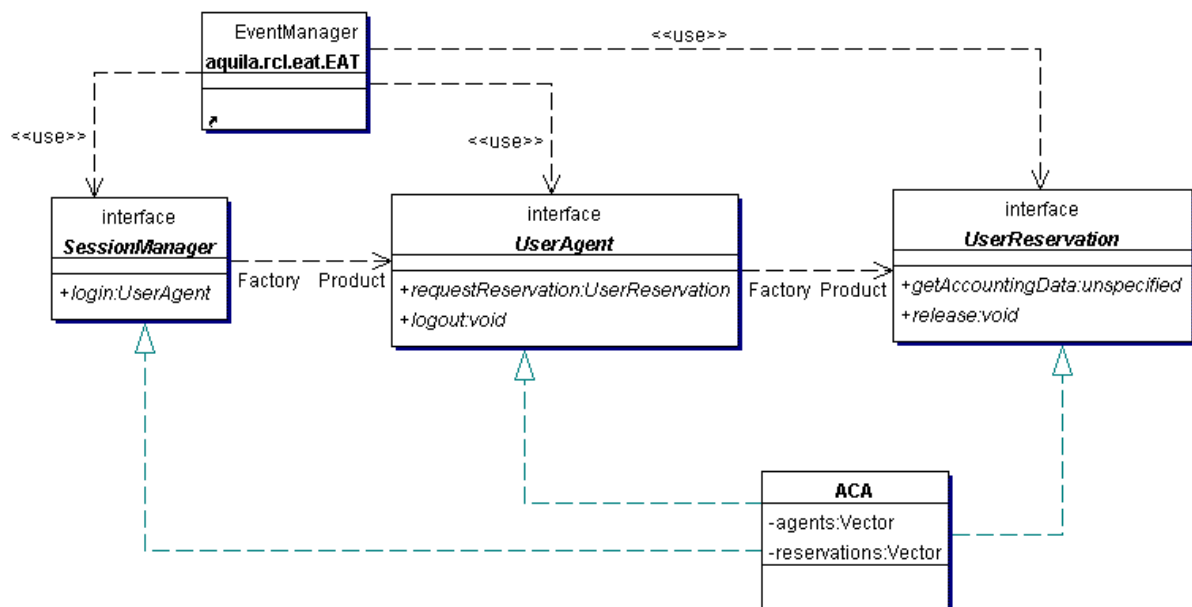 EventManager
aquila.rcl.eat.EAT
<<use>>
<<use>>
<<use>>
interface
SessionManager
+login:UserAgent
Factory Product
interface
UserAgent
+requestReservation:UserReservation
+logout:void
Factory Product
interface
UserReservation
+getAccountingData:unspecified
+release:void
ACA
-agents:Vector
-reservations:Vector